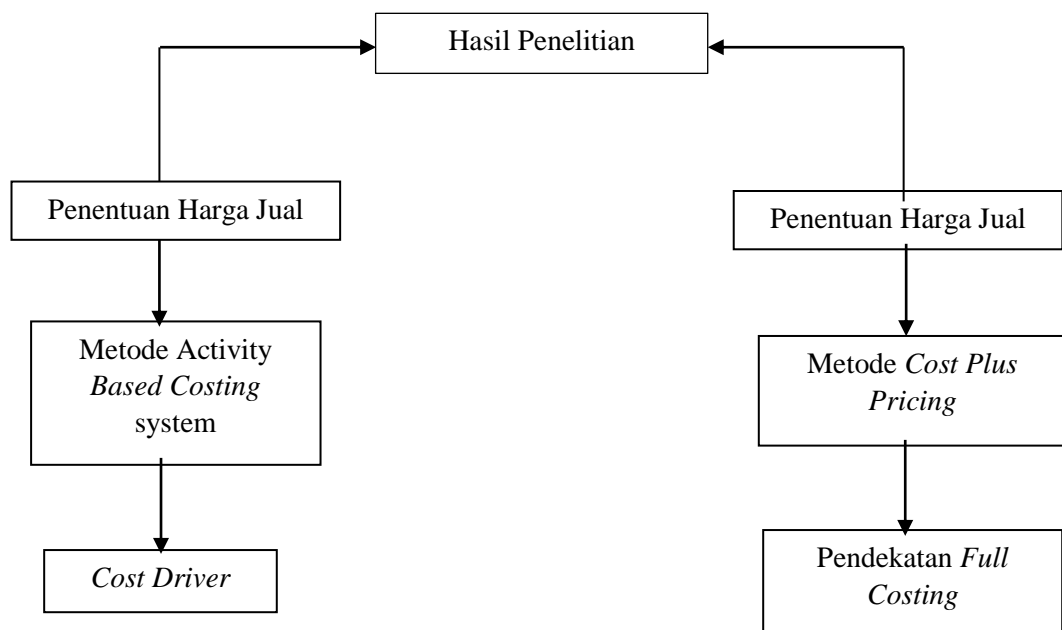 Hasil Penelitian
Penentuan Harga Jual
Penentuan Harga Jual
Metode Activity
Based Costing
system
Metode Cost Plus
Pricing
Cost Driver
Pendekatan Full
Costing